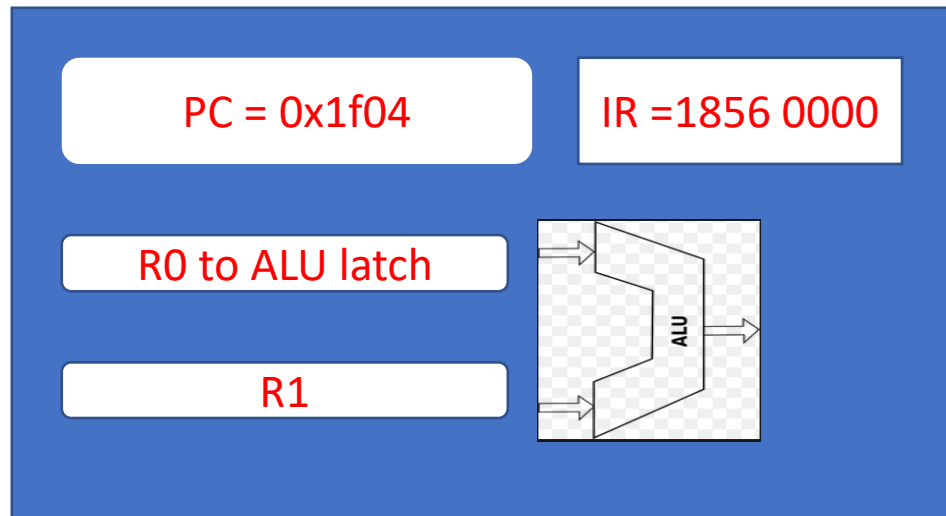 PC = 0x1f04
IR =1856 0000
R0 to ALU latch
ALU
R1